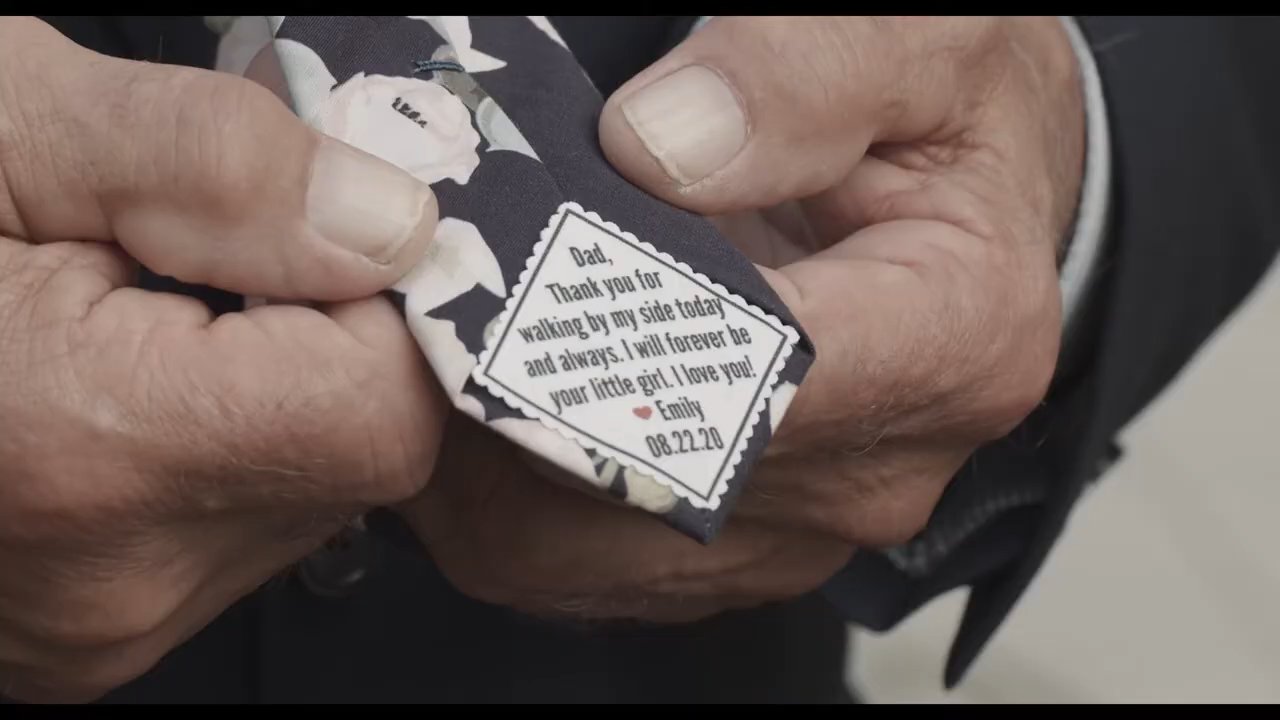 Dad,
Thank you for
walking by my side today
and always. I will forever be
your little girl. I love you!
❤ Emily
08.22.20